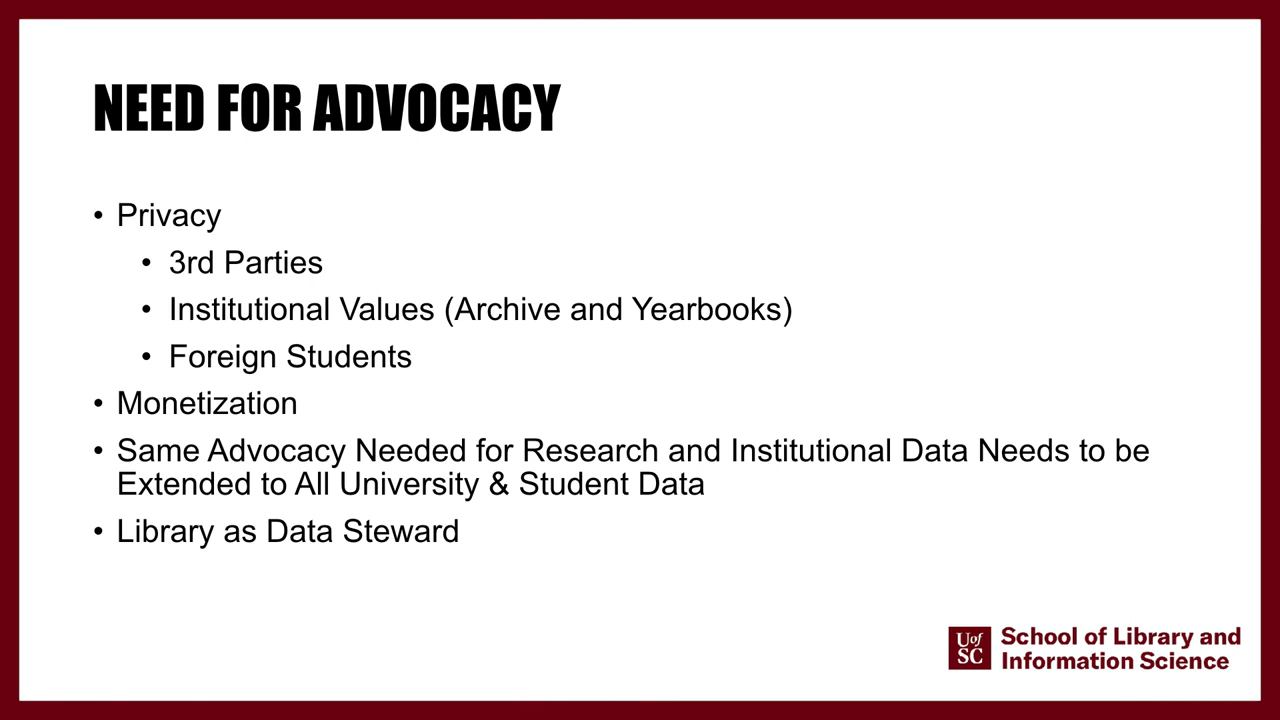 NEED FOR ADVOCACY
• Privacy
• 3rd Parties
• Institutional Values (Archive and Yearbooks)
• Foreign Students
• Monetization
• Same Advocacy Needed for Research and Institutional Data Needs to be
Extended to All University & Student Data
• Library as Data Steward
UofSC School of Library and
Information Science